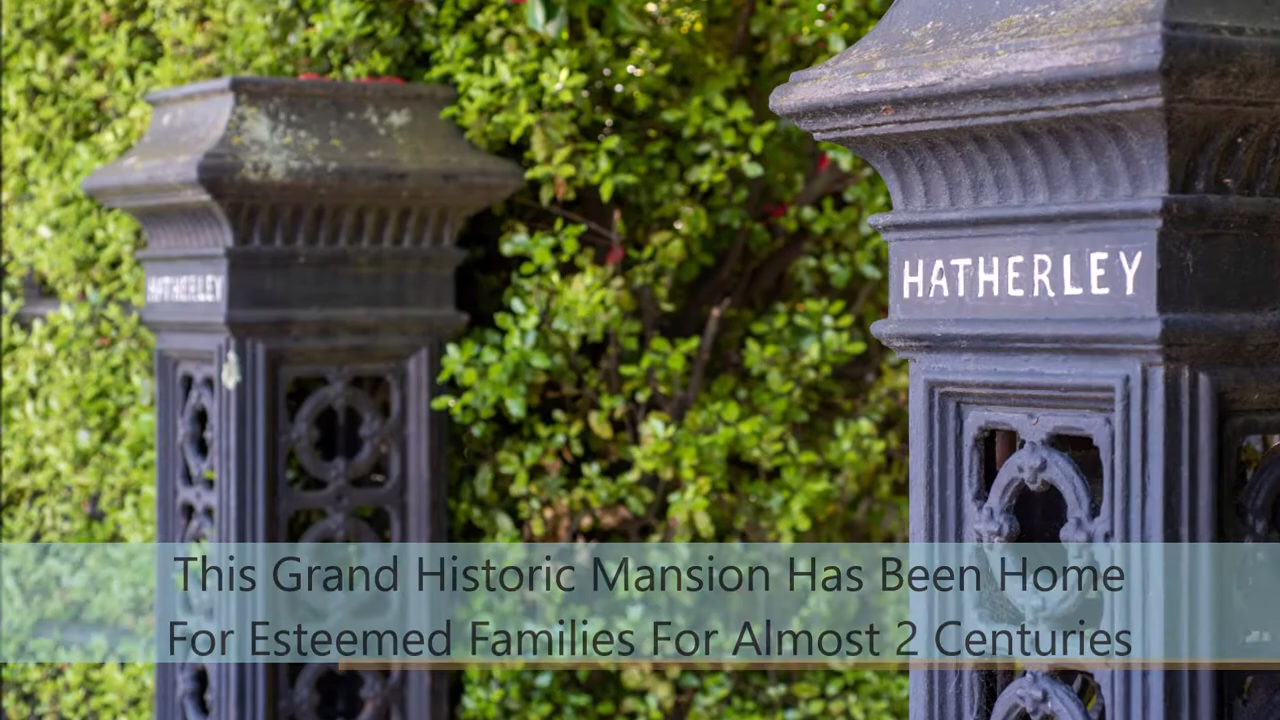 HATHERLEY
HATHERLEY
This Grand Historic Mansion Has Been Home
For Esteemed Families For Almost 2 Centuries